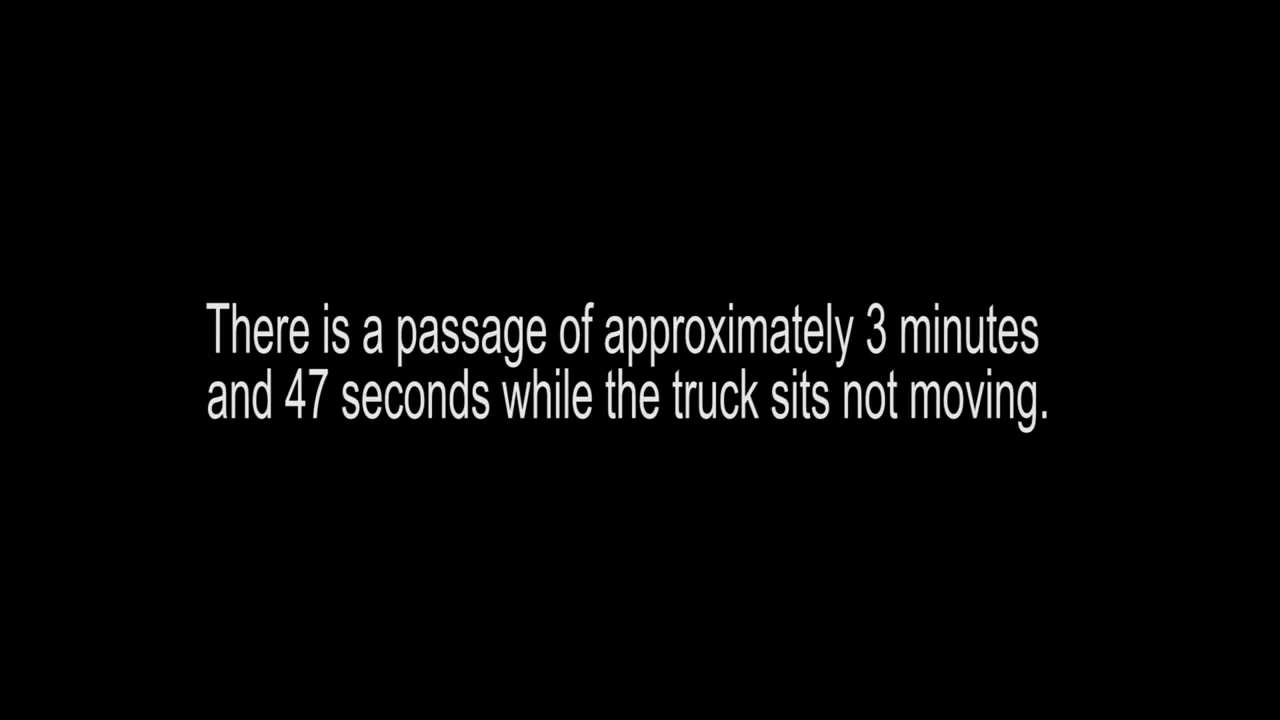 There is a passage of approximately 3 minutes
and 47 seconds while the truck sits not moving.